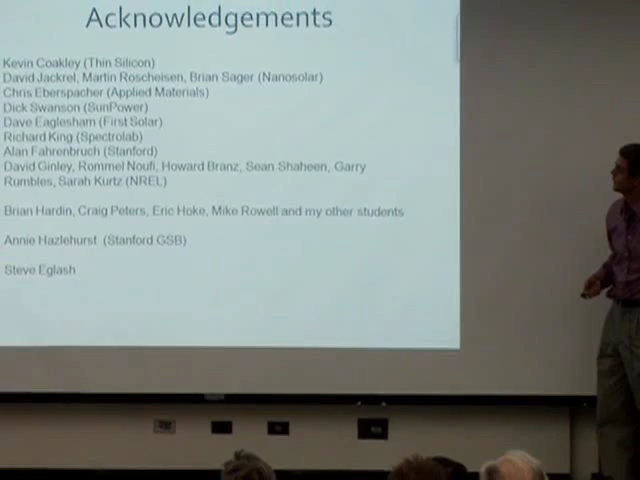 Acknowledgements
Kevin Coakley (Thin Silicon)
David Jackrel, Martin Roscheisen, Brian Sager (Nanosolar)
Chris Eberspacher (Applied Materials)
Dick Swanson (SunPower)
Dave Eaglesham (First Solar)
Richard King (Spectrolab)
Alan Fahrenbruch (Stanford)
David Ginley, Rommel Noufi, Howard Branz, Sean Shaheen, Garry
Rumbles, Sarah Kurtz (NREL)
Brian Hardin, Craig Peters, Eric Hoke, Mike Rowell and my other students
Annie Hazlehurst (Stanford GSB)
Steve Eglash